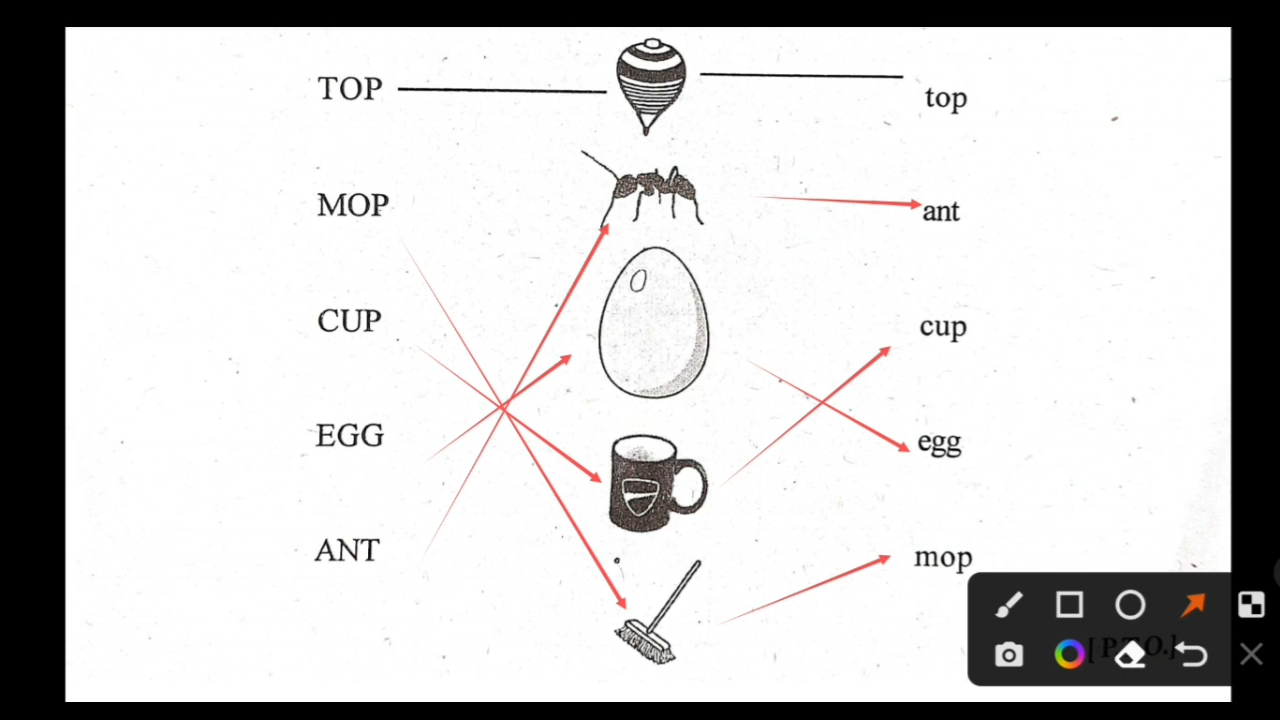 TOP top
MOP ant
CUP cup
EGG egg
ANT mop
[P.T.O.]